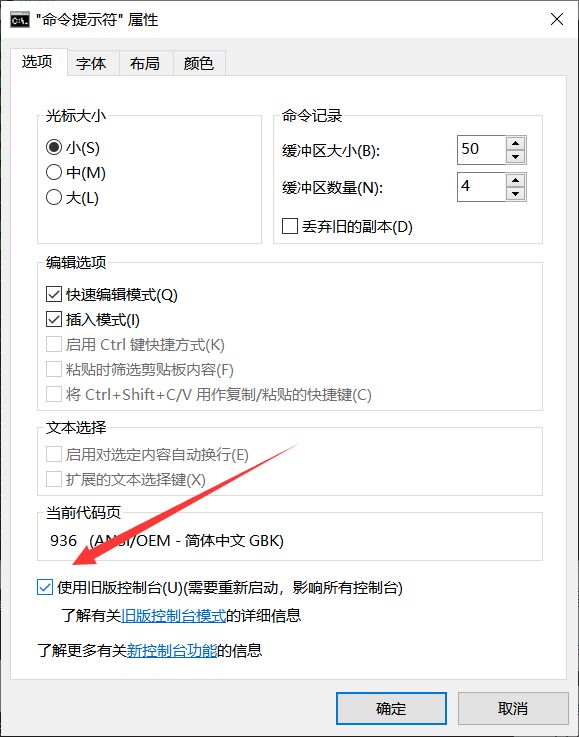 "命令提示符" 属性
选项 字体 布局 颜色
光标大小
小(S)
中(M)
大(L)
命令记录
缓冲区大小(B): 50
缓冲区数量(N): 4
丢弃旧的副本(D)
编辑选项
快速编辑模式(Q)
插入模式(I)
启用 Ctrl 键快捷方式(K)
粘贴时筛选剪贴板内容(F)
将 Ctrl+Shift+C/V 用作复制/粘贴的快捷键(C)
文本选择
启用对选定内容自动换行(E)
扩展的文本选择键(X)
当前代码页
936 (ANSI/OEM - 简体中文 GBK)
使用旧版控制台(U)(需要重新启动，影响所有控制台)
了解有关旧版控制台模式的详细信息
了解更多有关新控制台功能的信息
确定 取消